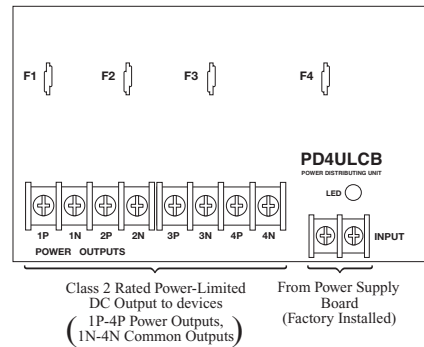 F1 F2 F3 F4
PD4ULCB
POWER DISTRIBUTING UNIT
LED
1P 1N 2P 2N 3P 3N 4P 4N
INPUT
POWER OUTPUTS
Class 2 Rated Power-Limited
DC Output to devices
(1P-4P Power Outputs,
1N-4N Common Outputs)
From Power Supply
Board
(Factory Installed)